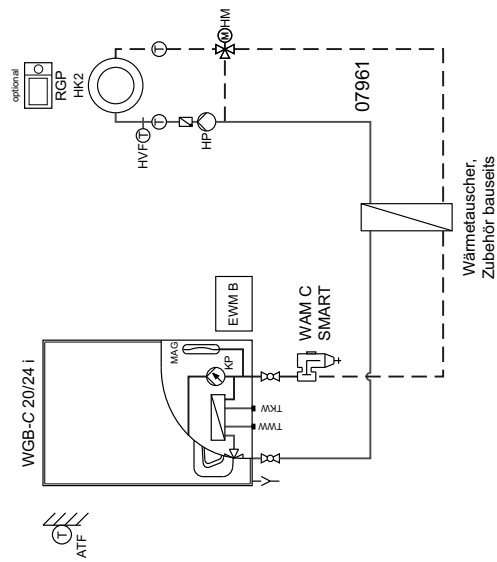 optional
RGP
HK2
HVF
T
T
T
HP
M
HM
07961
WGB-C 20/24 i
MAG
KP
TWW
TKW
EWM B
WAM C
SMART
T
ATF
Wärmetauscher,
Zubehör bauseits